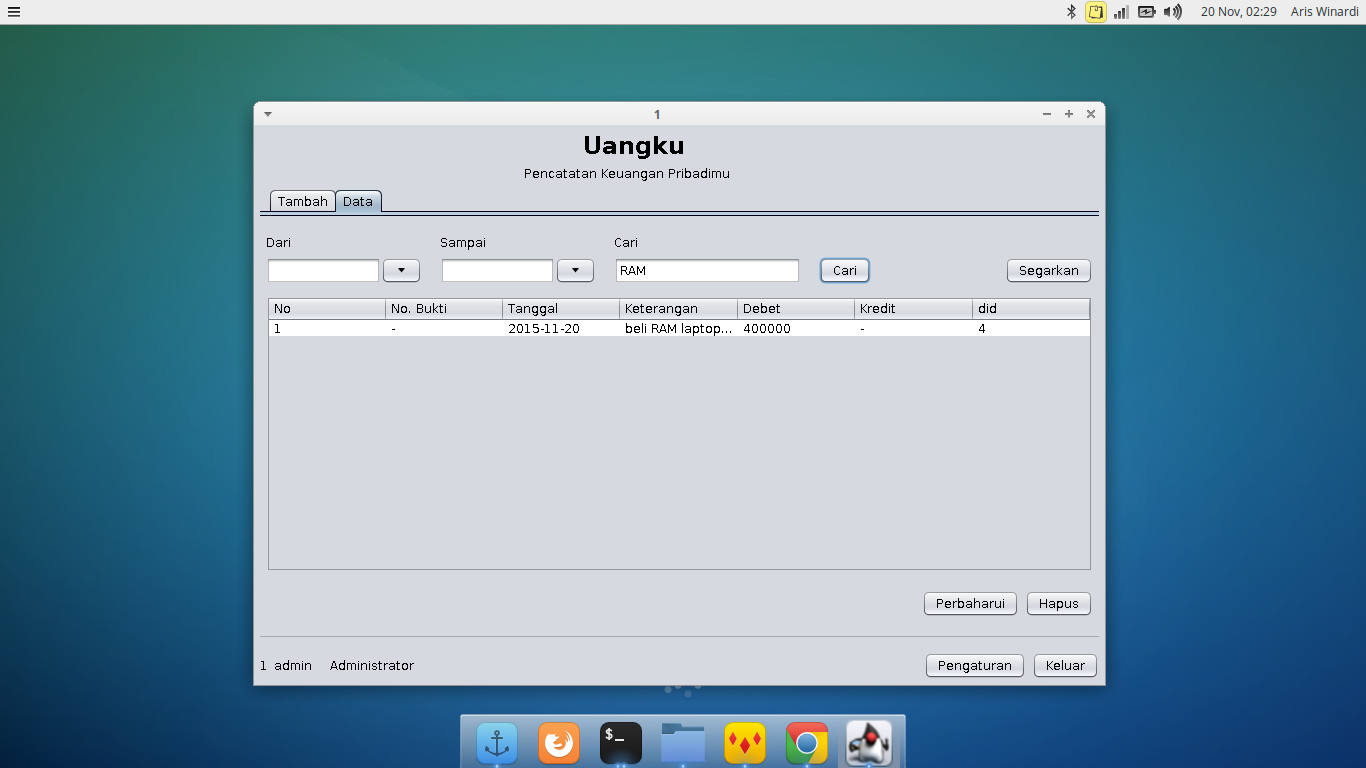 20 Nov, 02:29 Aris Winardi
1
Uangku
Pencatatan Keuangan Pribadimu
Tambah Data
Dari Sampai Cari
RAM Cari Segarkan
No No. Bukti Tanggal Keterangan Debet Kredit did
1 - 2015-11-20 beli RAM laptop... 400000 - 4
Perbaharui Hapus
1 admin Administrator Pengaturan Keluar
$_